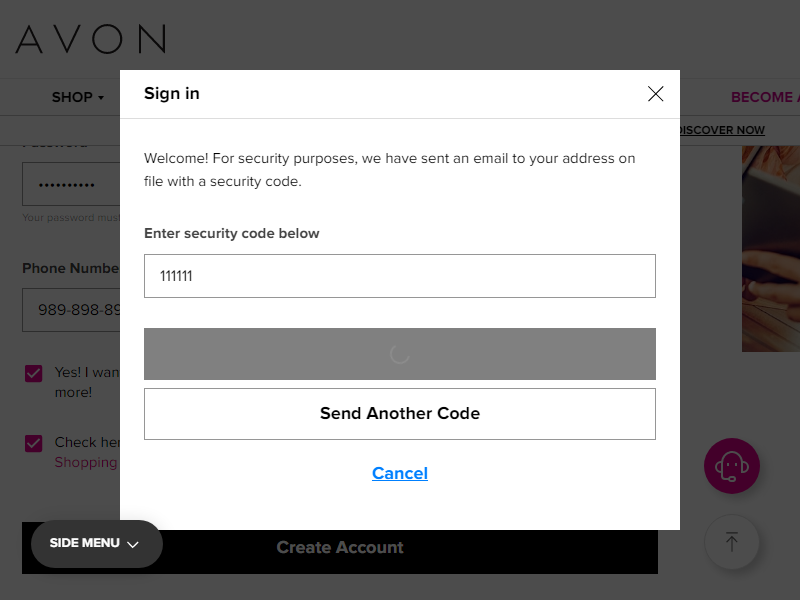 AVON
SHOP
BECOME
DISCOVER NOW
Sign in
Welcome! For security purposes, we have sent an email to your address on
file with a security code.
Password
Your password must
Enter security code below
Phone Numbe
111111
989-898-89
Yes! I wan
more!
Send Another Code
Check her
Shopping
Cancel
SIDE MENU
Create Account